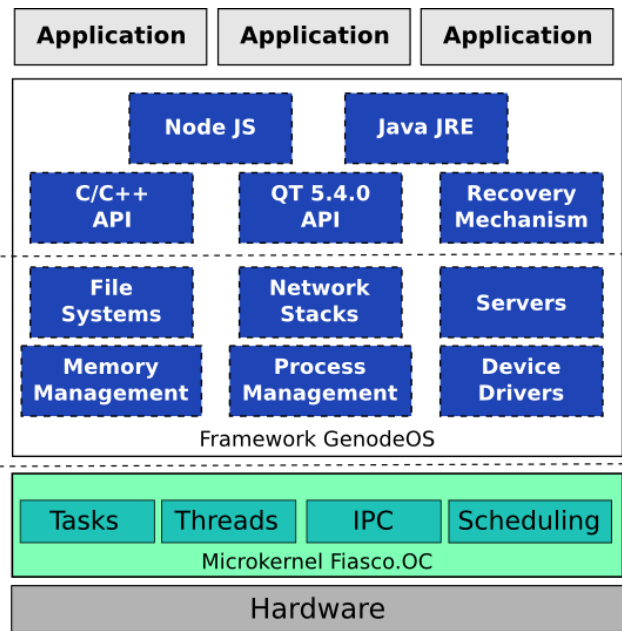 Application Application Application
Node JS Java JRE
C/C++
API
QT 5.4.0
API
Recovery
Mechanism
File
Systems
Network
Stacks
Servers
Memory
Management
Process
Management
Device
Drivers
Framework GenodeOS
Tasks Threads IPC Scheduling
Microkernel Fiasco.OC
Hardware